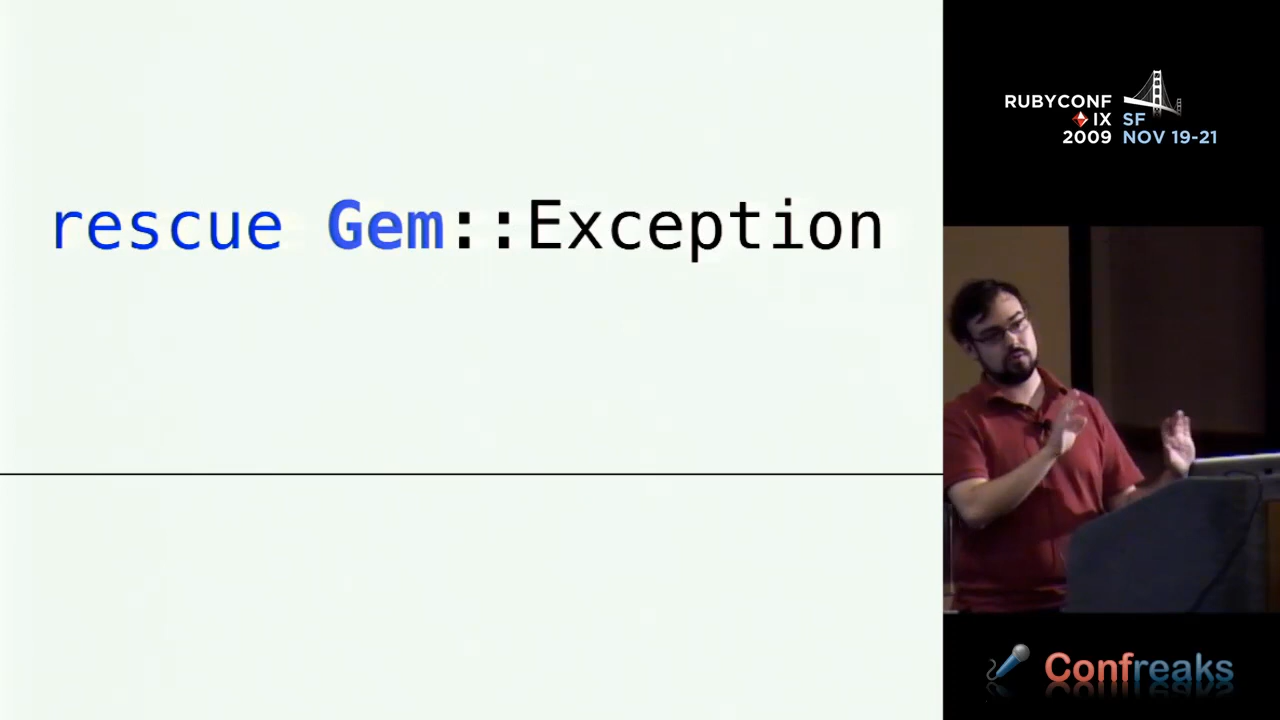 rescue Gem::Exception
RUBYCONF
IX SF
2009 NOV 19-21
Confreaks